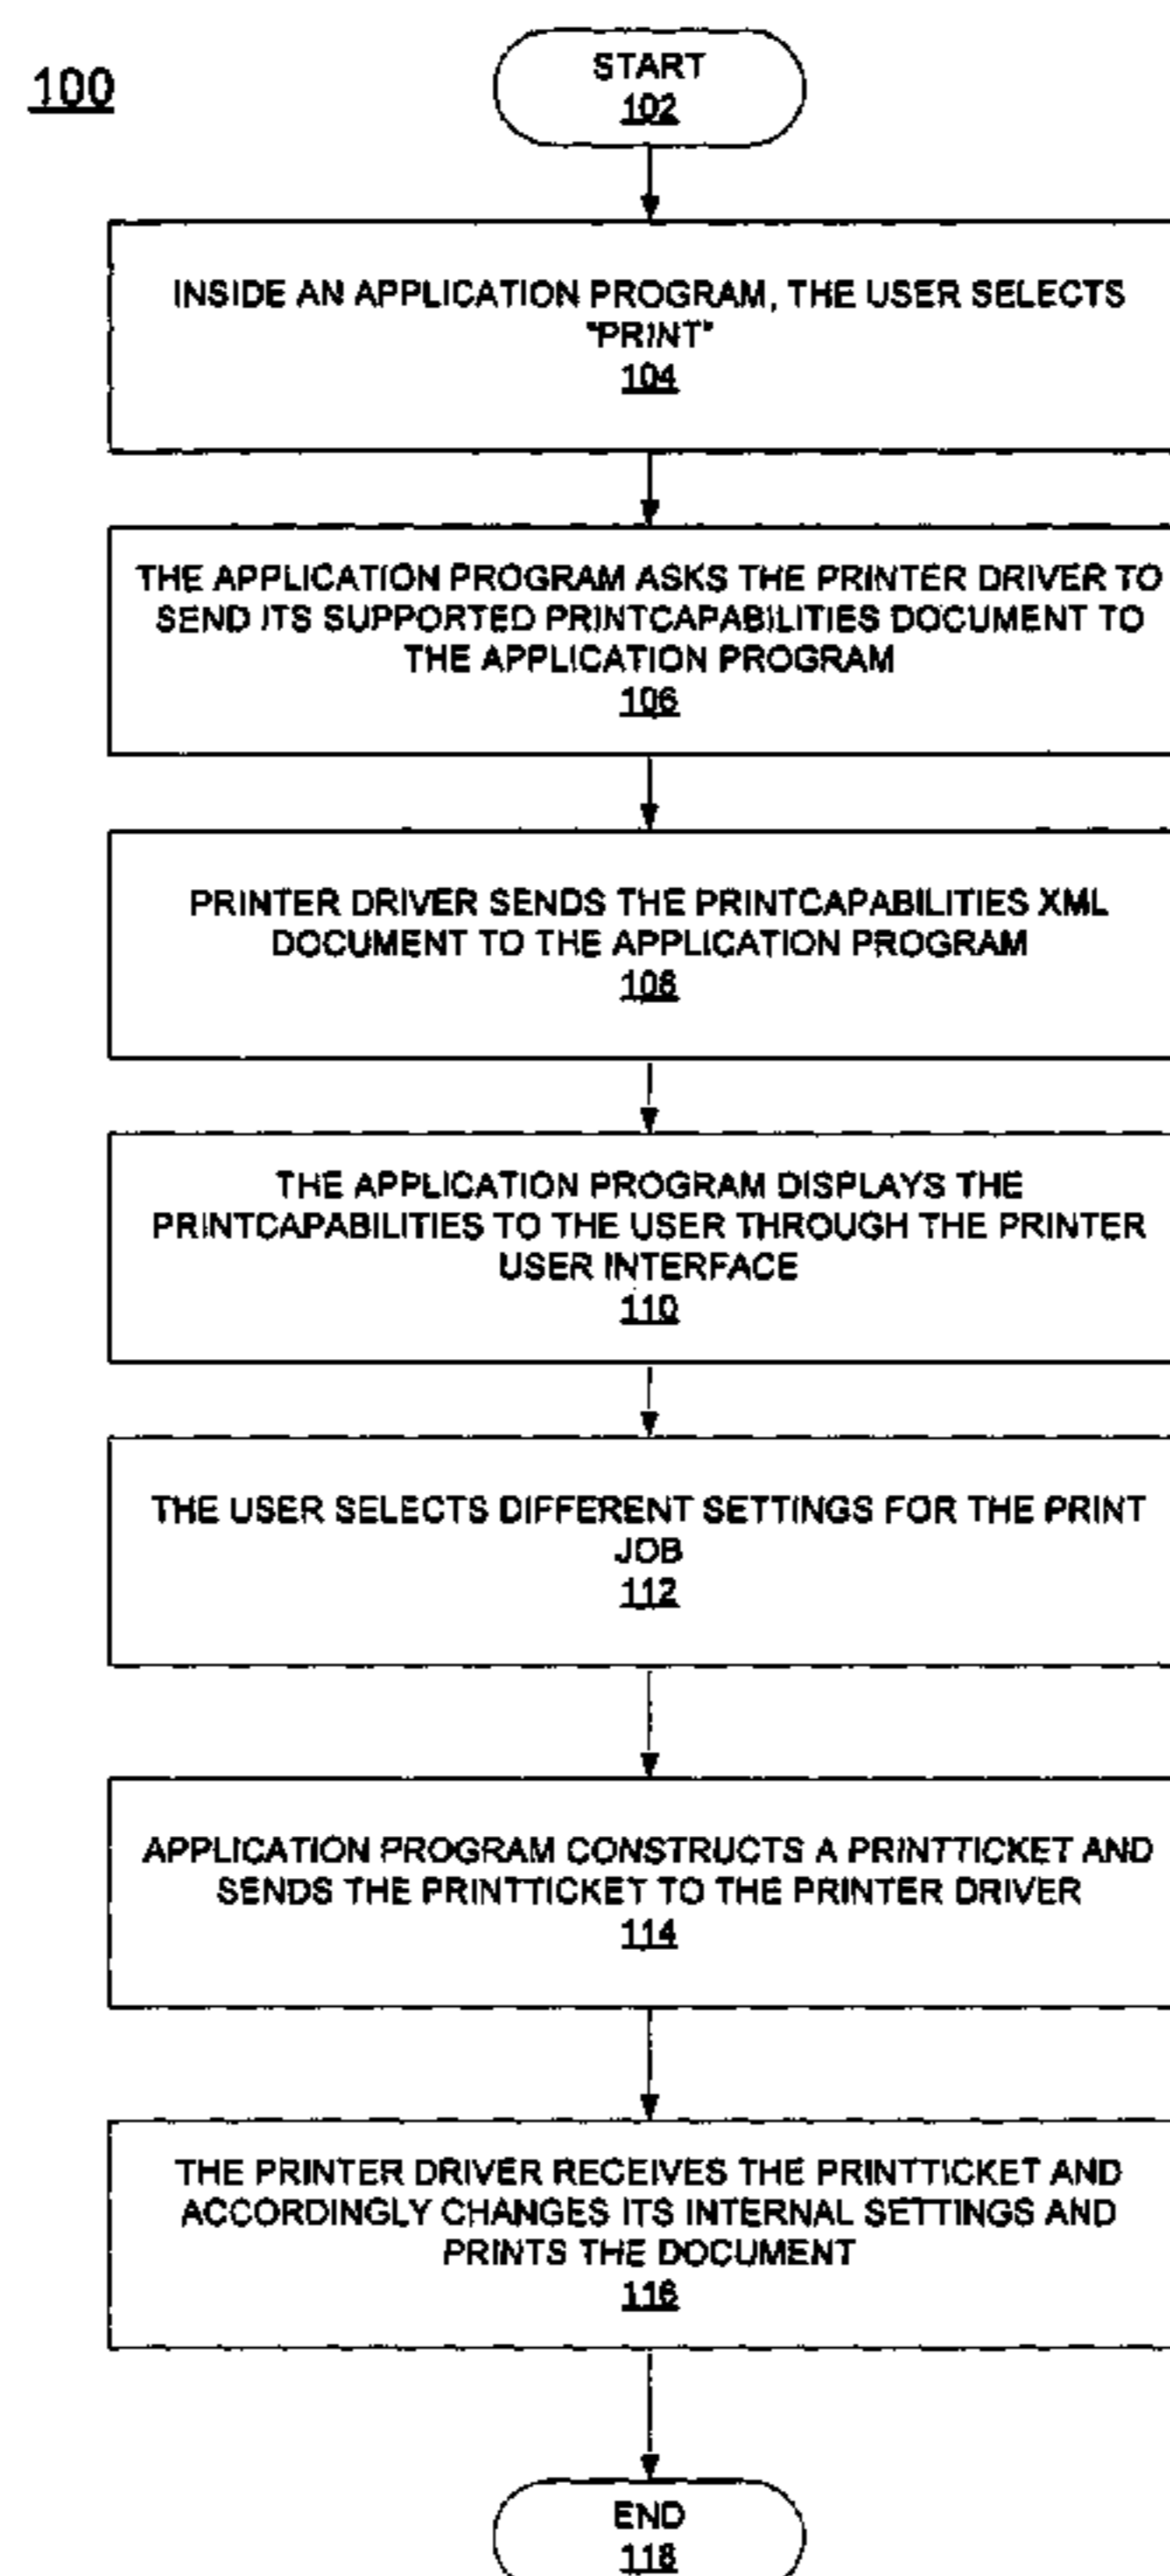 100
START
102
INSIDE AN APPLICATION PROGRAM, THE USER SELECTS
"PRINT"
104
THE APPLICATION PROGRAM ASKS THE PRINTER DRIVER TO
SEND ITS SUPPORTED PRINTCAPABILITIES DOCUMENT TO
THE APPLICATION PROGRAM
106
PRINTER DRIVER SENDS THE PRINTCAPABILITIES XML
DOCUMENT TO THE APPLICATION PROGRAM
108
THE APPLICATION PROGRAM DISPLAYS THE
PRINTCAPABILITIES TO THE USER THROUGH THE PRINTER
USER INTERFACE
110
THE USER SELECTS DIFFERENT SETTINGS FOR THE PRINT
JOB
112
APPLICATION PROGRAM CONSTRUCTS A PRINTTICKET AND
SENDS THE PRINTTICKET TO THE PRINTER DRIVER
114
THE PRINTER DRIVER RECEIVES THE PRINTTICKET AND
ACCORDINGLY CHANGES ITS INTERNAL SETTINGS AND
PRINTS THE DOCUMENT
116
END
118